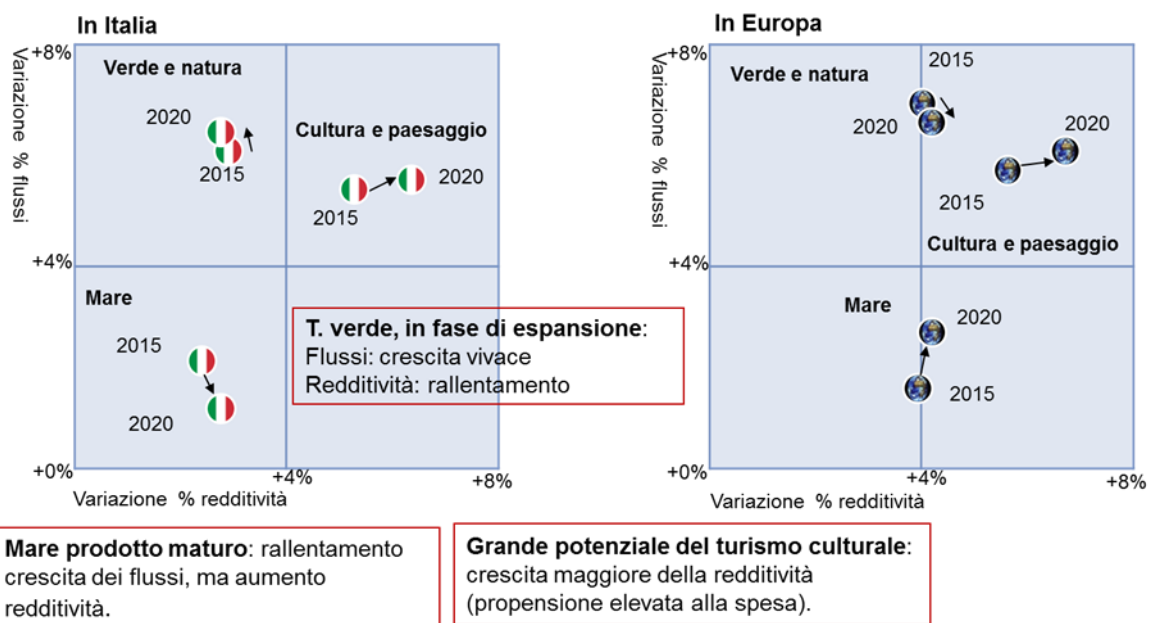 In Italia
+8%
Variazione % flussi
Verde e natura
2020
2015
Cultura e paesaggio
2020
2015
+4%
Mare
2015
2020
+0%
+4%
+8%
Variazione % redditività
In Europa
+8%
Variazione % flussi
Verde e natura
2015
2020
2020
2015
Cultura e paesaggio
+4%
Mare
2020
2015
+0%
+4%
+8%
Variazione % redditività
T. verde, in fase di espansione:
Flussi: crescita vivace
Redditività: rallentamento
Mare prodotto maturo: rallentamento
crescita dei flussi, ma aumento
redditività.
Grande potenziale del turismo culturale:
crescita maggiore della redditività
(propensione elevata alla spesa).